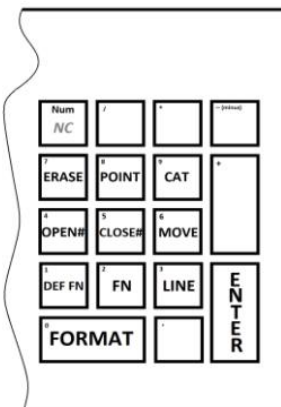 Num / * – (minus)
NC
7 8 9 +
ERASE POINT CAT
4 5 6
OPEN# CLOSE# MOVE
1 2 3
DEF FN FN LINE ENTER
0 .
FORMAT